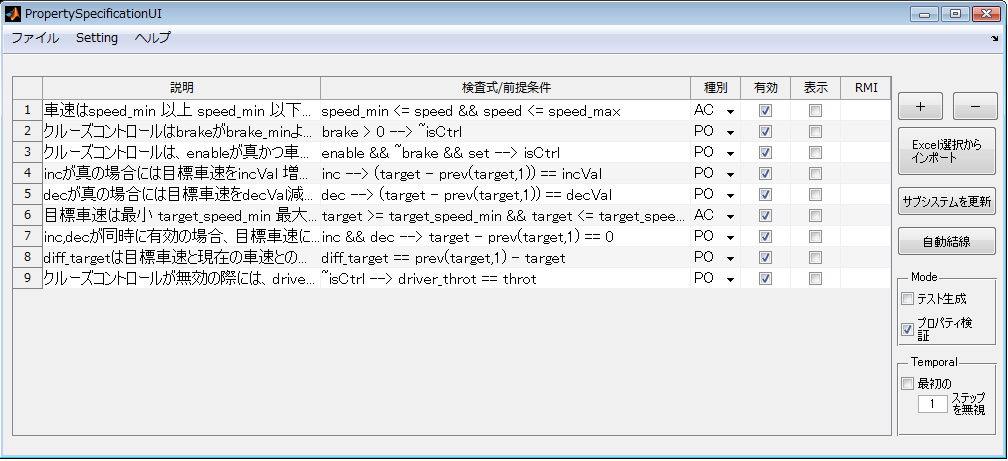 PropertySpecificationUI
ファイル Setting ヘルプ
説明 検査式/前提条件 種別 有効 表示 RMI
1 車速はspeed_min 以上 speed_min 以下... speed_min <= speed && speed <= speed_max AC
2 クルーズコントロールはbrakeがbrake_minよ... brake > 0 --> ~isCtrl PO
3 クルーズコントロールは、enableが真かつ車... enable && ~brake && set --> isCtrl PO
4 incが真の場合には目標車速をincVal 増... inc --> (target - prev(target,1)) == incVal PO
5 decが真の場合には目標車速をdecVal減... dec --> (target - prev(target,1)) == decVal PO
6 目標車速は最小 target_speed_min 最大... target >= target_speed_min && target <= target_spee... AC
7 inc,decが同時に有効の場合、目標車速に... inc && dec --> target - prev(target,1) == 0 PO
8 diff_targetは目標車速と現在の車速との... diff_target == prev(target,1) - target PO
9 クルーズコントロールが無効の際には、drive... ~isCtrl --> driver_throt == throt PO
+ −
Excel選択から
インポート
サブシステムを更新
自動結線
Mode
テスト生成
プロパティ検
証
Temporal
最初の
1 ステップ
を無視